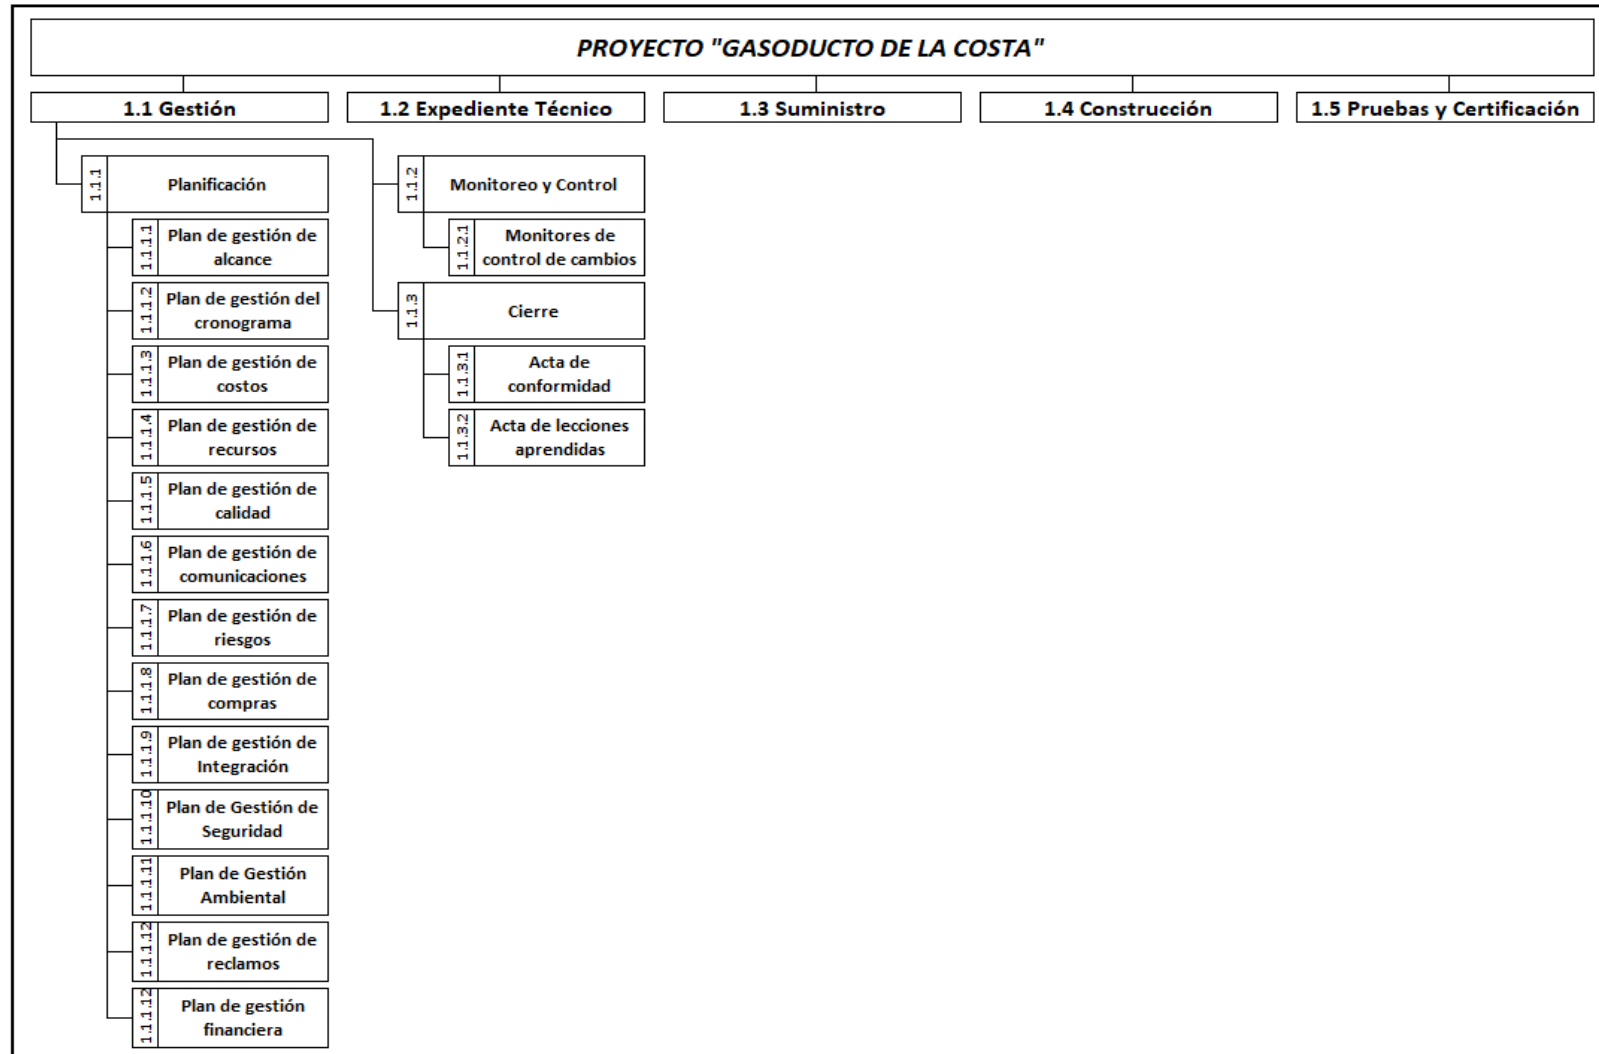 PROYECTO "GASODUCTO DE LA COSTA"
1.1 Gestión
1.2 Expediente Técnico
1.3 Suministro
1.4 Construcción
1.5 Pruebas y Certificación
1.1.1
Planificación
1.1.1.1
Plan de gestión de
alcance
1.1.1.2
Plan de gestión del
cronograma
1.1.1.3
Plan de gestión de
costos
1.1.1.4
Plan de gestión de
recursos
1.1.1.5
Plan de gestión de
calidad
1.1.1.6
Plan de gestión de
comunicaciones
1.1.1.7
Plan de gestión de
riesgos
1.1.1.8
Plan de gestión de
compras
1.1.1.9
Plan de gestión de
Integración
1.1.1.10
Plan de Gestión de
Seguridad
1.1.1.11
Plan de Gestión
Ambiental
1.1.1.12
Plan de gestión de
reclamos
1.1.1.12
Plan de gestión
financiera
1.1.2
Monitoreo y Control
1.1.2.1
Monitores de
control de cambios
1.1.3
Cierre
1.1.3.1
Acta de
conformidad
1.1.3.2
Acta de lecciones
aprendidas